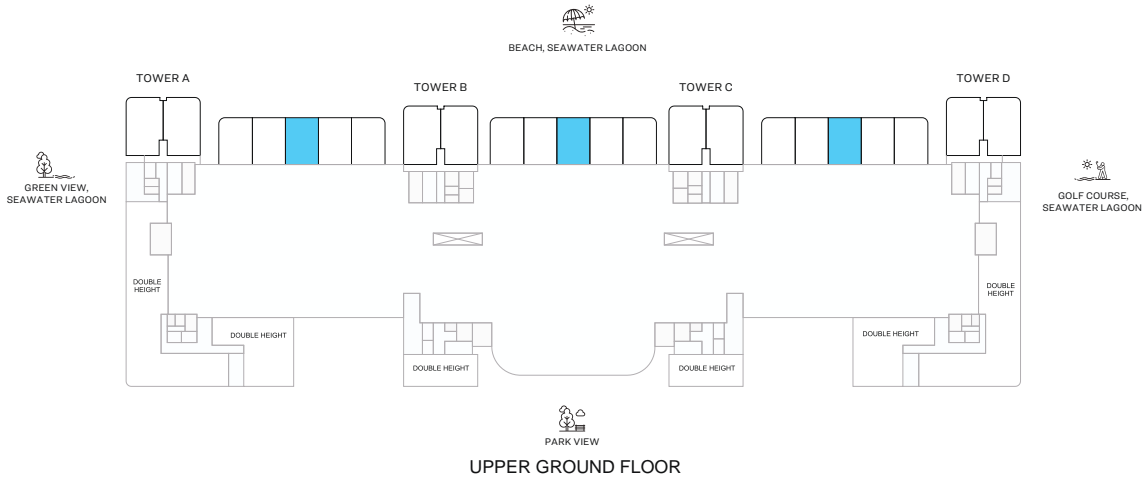 BEACH, SEAWATER LAGOON
TOWER A
TOWER B
TOWER C
TOWER D
GREEN VIEW,
SEAWATER LAGOON
GOLF COURSE,
SEAWATER LAGOON
DOUBLE
HEIGHT
DOUBLE
HEIGHT
DOUBLE HEIGHT
DOUBLE HEIGHT
DOUBLE HEIGHT
DOUBLE HEIGHT
PARK VIEW
UPPER GROUND FLOOR